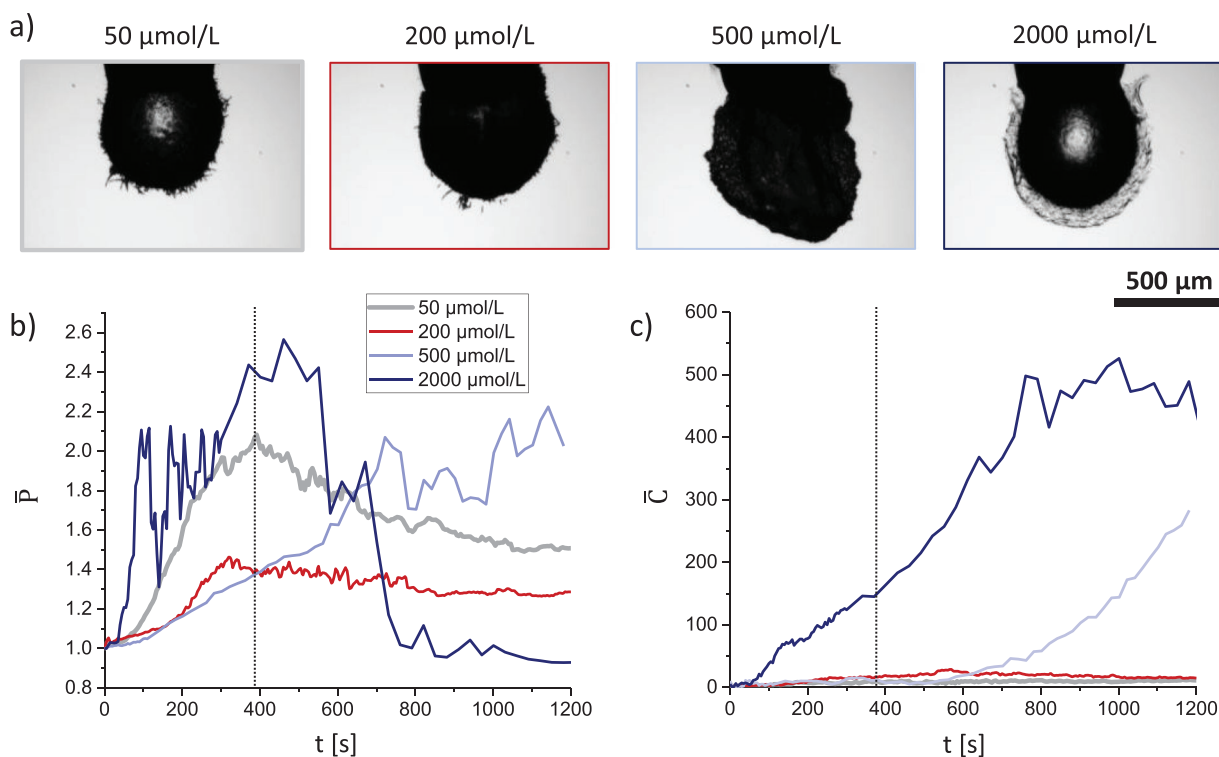 a)
50 µmol/L
200 µmol/L
500 µmol/L
2000 µmol/L
500 µm
b)
50 µmol/L
200 µmol/L
500 µmol/L
2000 µmol/L
2.6
2.4
2.2
2.0
1.8
1.6
1.4
1.2
1.0
0.8
P̅
0 200 400 600 800 1000 1200
t [s]
c)
600
500
400
300
200
100
0
C̅
0 200 400 600 800 1000 1200
t [s]